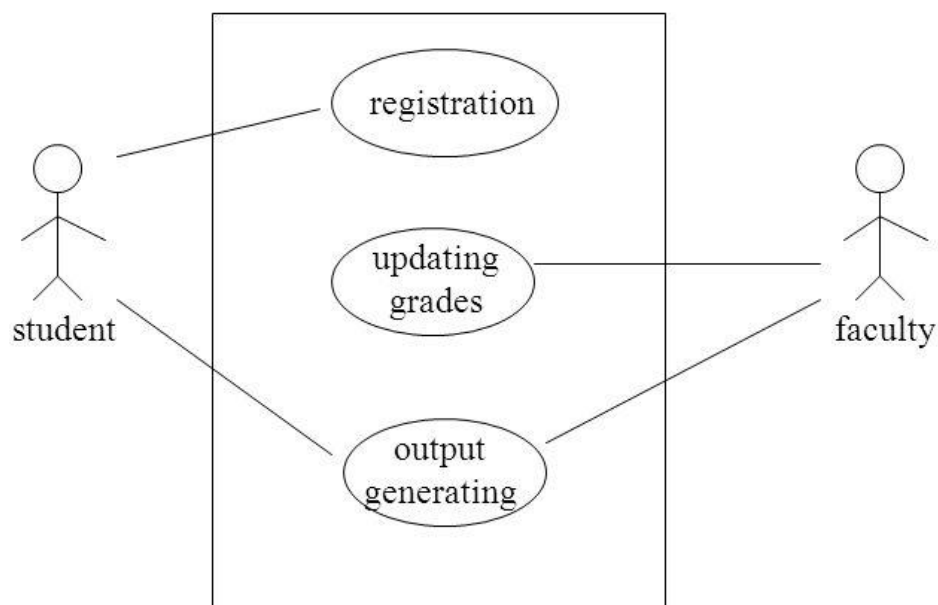 registration
updating
grades
student
faculty
output
generating